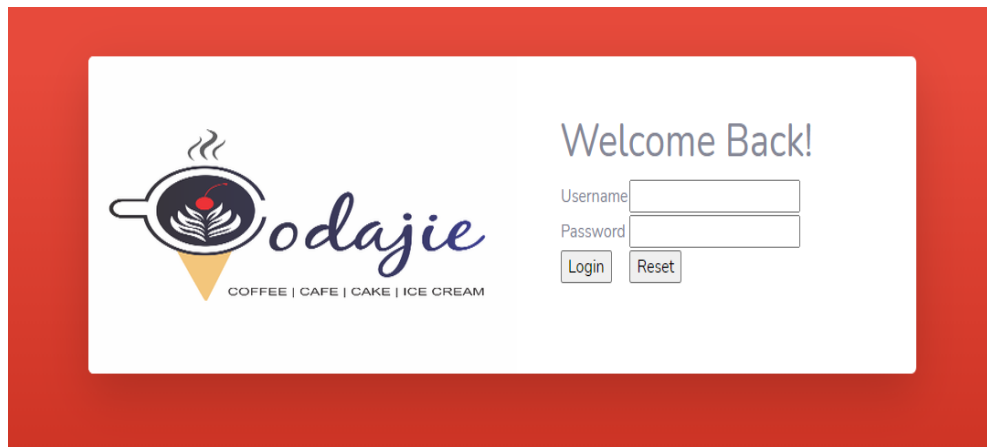 odajie
COFFEE | CAFE | CAKE | ICE CREAM
Welcome Back!
Username
Password
Login Reset